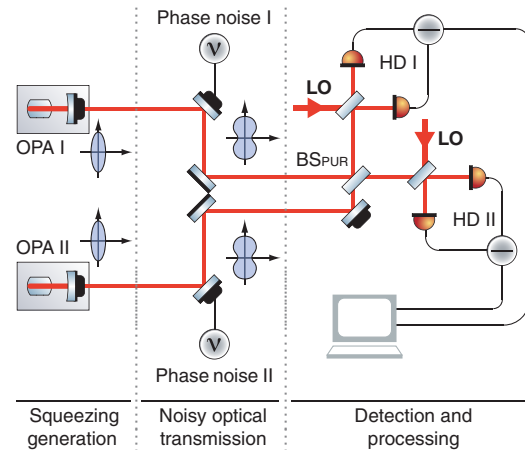 Phase noise I
ν
HD I
LO
OPA I
BSPUR
LO
OPA II
HD II
ν
Phase noise II
Squeezing
generation
Noisy optical
transmission
Detection and
processing